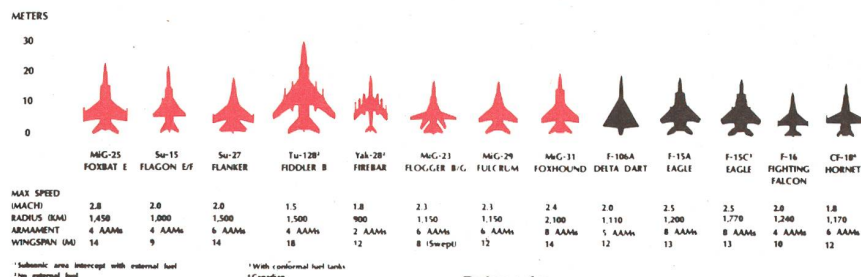 METERS
30
20
10
0
MiG-25 Su-15 Su-27 Tu-128² Yak-28² MiG-23 MiG-29 MiG-31 F-106A F-15A F-15C³ F-16 CF-18⁴
FOXBAT E FLAGON E/F FLANKER FIDDLER B FIREBAR FLOGGER B/G FULCRUM FOXHOUND DELTA DART EAGLE EAGLE FIGHTING HORNET
FALCON
MAX SPEED
(MACH) 2.8 2.0 2.0 1.5 1.8 2.3 2.3 2.4 2.0 2.5 2.5 2.0 1.8
RADIUS (KM) 1,450 1,000 1,500 1,500 900 1,150 1,150 2,100 1,110 1,200 1,770 1,240 1,170
ARMAMENT 4 AAMs 4 AAMs 6 AAMs 4 AAMs 2 AAMs 6 AAMs 6 AAMs 8 AAMs 5 AAMs 8 AAMs 8 AAMs 4 AAMs 6 AAMs
WINGSPAN (M) 14 9 14 18 12 8 (Swept) 12 14 12 13 13 10 12
¹Subsonic area intercept with external fuel ³With conformal fuel tanks
²No external fuel ⁴Canadian